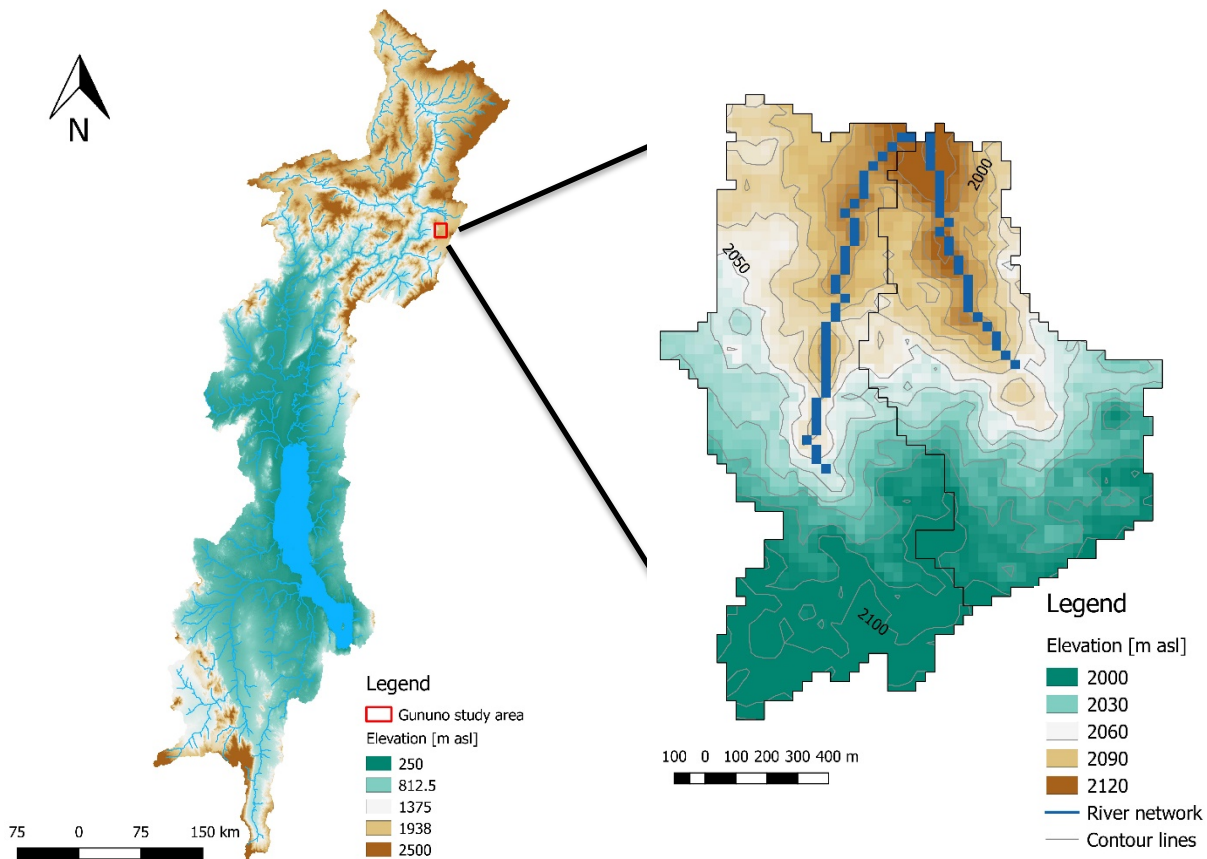 N
Legend
Gununo study area
Elevation [m asl]
250
812.5
1375
1938
2500
75 0 75 150 km
2000
2050
2100
Legend
Elevation [m asl]
2000
2030
2060
2090
2120
River network
Contour lines
100 0 100 200 300 400 m